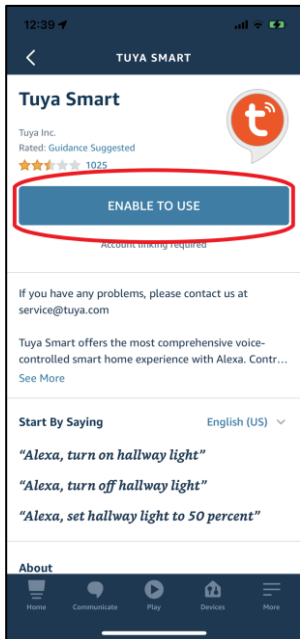 12:39
TUYA SMART
Tuya Smart
Tuya Inc.
Rated: Guidance Suggested
1025
ENABLE TO USE
Account linking required
If you have any problems, please contact us at
service@tuya.com
Tuya Smart offers the most comprehensive voice-
controlled smart home experience with Alexa. Contr...
See More
Start By Saying English (US)
“Alexa, turn on hallway light”
“Alexa, turn off hallway light”
“Alexa, set hallway light to 50 percent”
About
Home Communicate Play Devices More